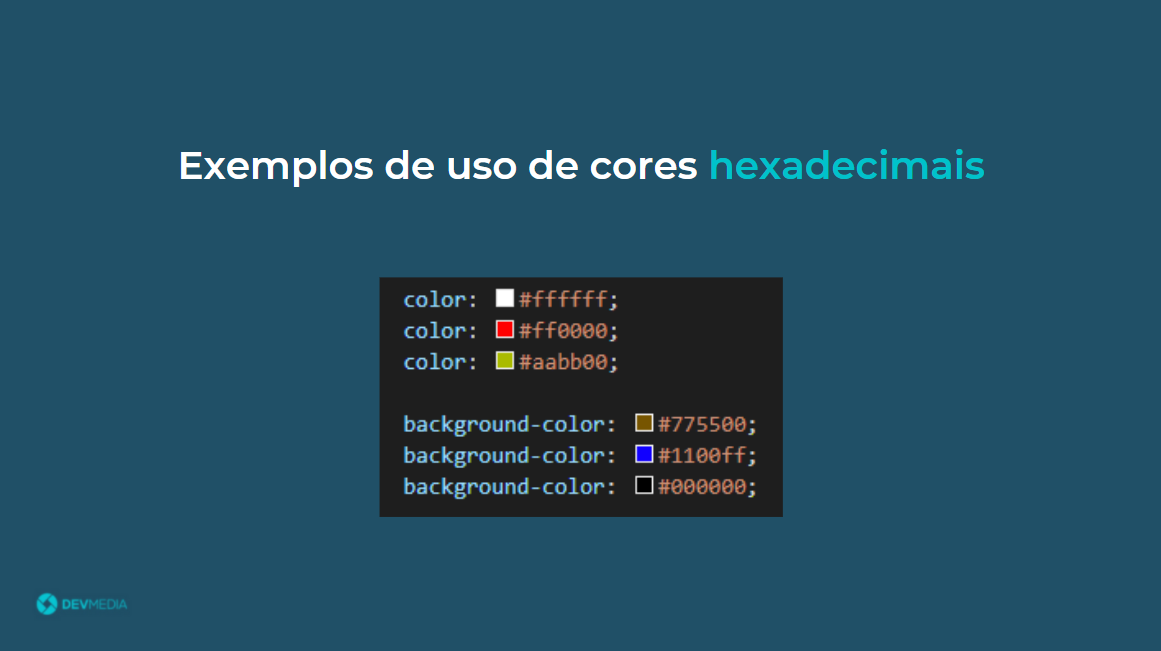 Exemplos de uso de cores hexadecimais
color: #ffffff;
color: #ff0000;
color: #aabb00;
background-color: #775500;
background-color: #1100ff;
background-color: #000000;
DEVMEDIA